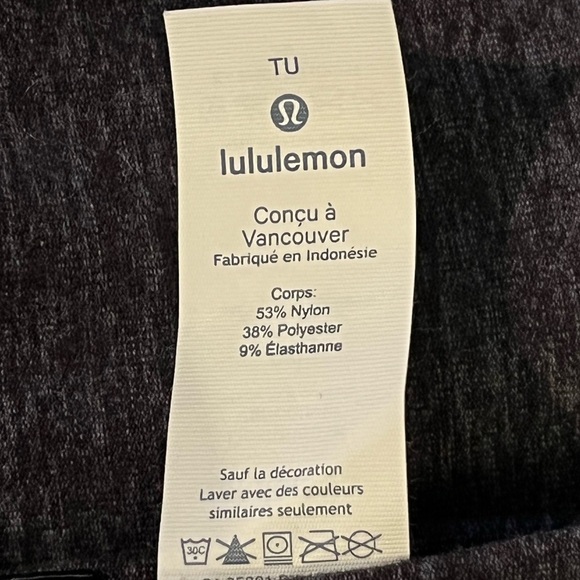 TU
lululemon
Conçu à
Vancouver
Fabriqué en Indonésie
Corps:
53% Nylon
38% Polyester
9% Élasthanne
Sauf la décoration
Laver avec des couleurs
similaires seulement
30C